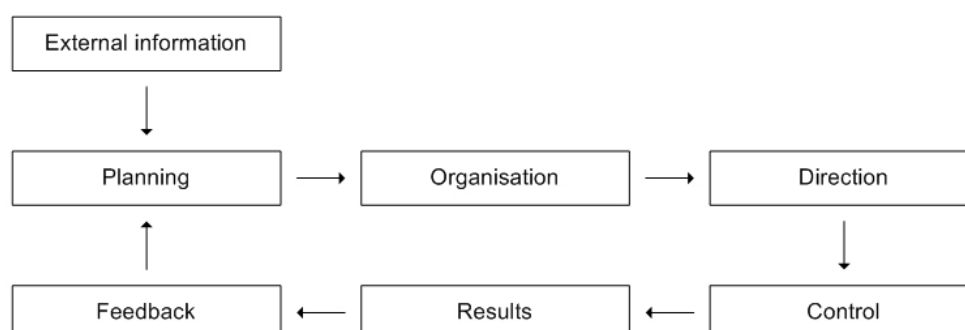 External information
Planning
Organisation
Direction
Feedback
Results
Control